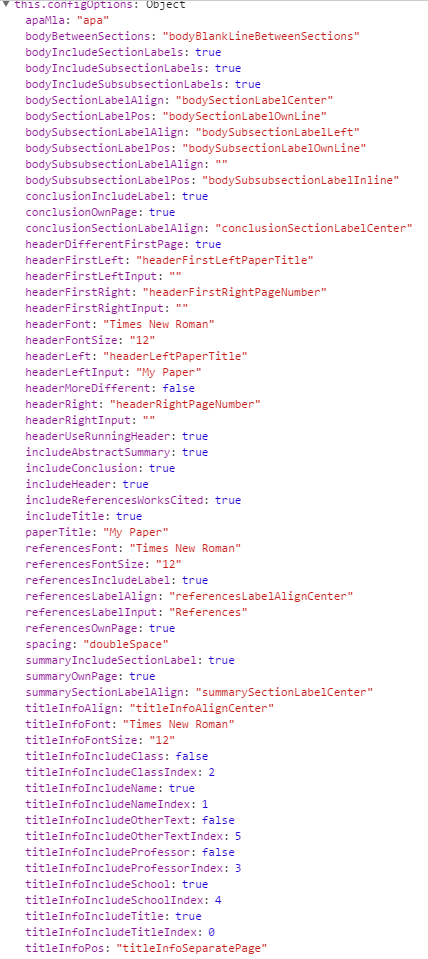 this.configOptions: Object
apaMla: "apa"
bodyBetweenSections: "bodyBlankLineBetweenSections"
bodyIncludeSectionLabels: true
bodyIncludeSubsectionLabels: true
bodyIncludeSubsubsectionLabels: true
bodySectionLabelAlign: "bodySectionLabelCenter"
bodySectionLabelPos: "bodySectionLabelOwnLine"
bodySubsectionLabelAlign: "bodySubsectionLabelLeft"
bodySubsectionLabelPos: "bodySubsectionLabelOwnLine"
bodySubsubsectionLabelAlign: ""
bodySubsubsectionLabelPos: "bodySubsubsectionLabelInline"
conclusionIncludeLabel: true
conclusionOwnPage: true
conclusionSectionLabelAlign: "conclusionSectionLabelCenter"
headerDifferentFirstPage: true
headerFirstLeft: "headerFirstLeftPaperTitle"
headerFirstLeftInput: ""
headerFirstRight: "headerFirstRightPageNumber"
headerFirstRightInput: ""
headerFont: "Times New Roman"
headerFontSize: "12"
headerLeft: "headerLeftPaperTitle"
headerLeftInput: "My Paper"
headerMoreDifferent: false
headerRight: "headerRightPageNumber"
headerRightInput: ""
headerUseRunningHeader: true
includeAbstractSummary: true
includeConclusion: true
includeHeader: true
includeReferencesWorksCited: true
includeTitle: true
paperTitle: "My Paper"
referencesFont: "Times New Roman"
referencesFontSize: "12"
referencesIncludeLabel: true
referencesLabelAlign: "referencesLabelAlignCenter"
referencesLabelInput: "References"
referencesOwnPage: true
spacing: "doubleSpace"
summaryIncludeSectionLabel: true
summaryOwnPage: true
summarySectionLabelAlign: "summarySectionLabelCenter"
titleInfoAlign: "titleInfoAlignCenter"
titleInfoFont: "Times New Roman"
titleInfoFontSize: "12"
titleInfoIncludeClass: false
titleInfoIncludeClassIndex: 2
titleInfoIncludeName: true
titleInfoIncludeNameIndex: 1
titleInfoIncludeOtherText: false
titleInfoIncludeOtherTextIndex: 5
titleInfoIncludeProfessor: false
titleInfoIncludeProfessorIndex: 3
titleInfoIncludeSchool: true
titleInfoIncludeSchoolIndex: 4
titleInfoIncludeTitle: true
titleInfoIncludeTitleIndex: 0
titleInfoPos: "titleInfoSeparatePage"